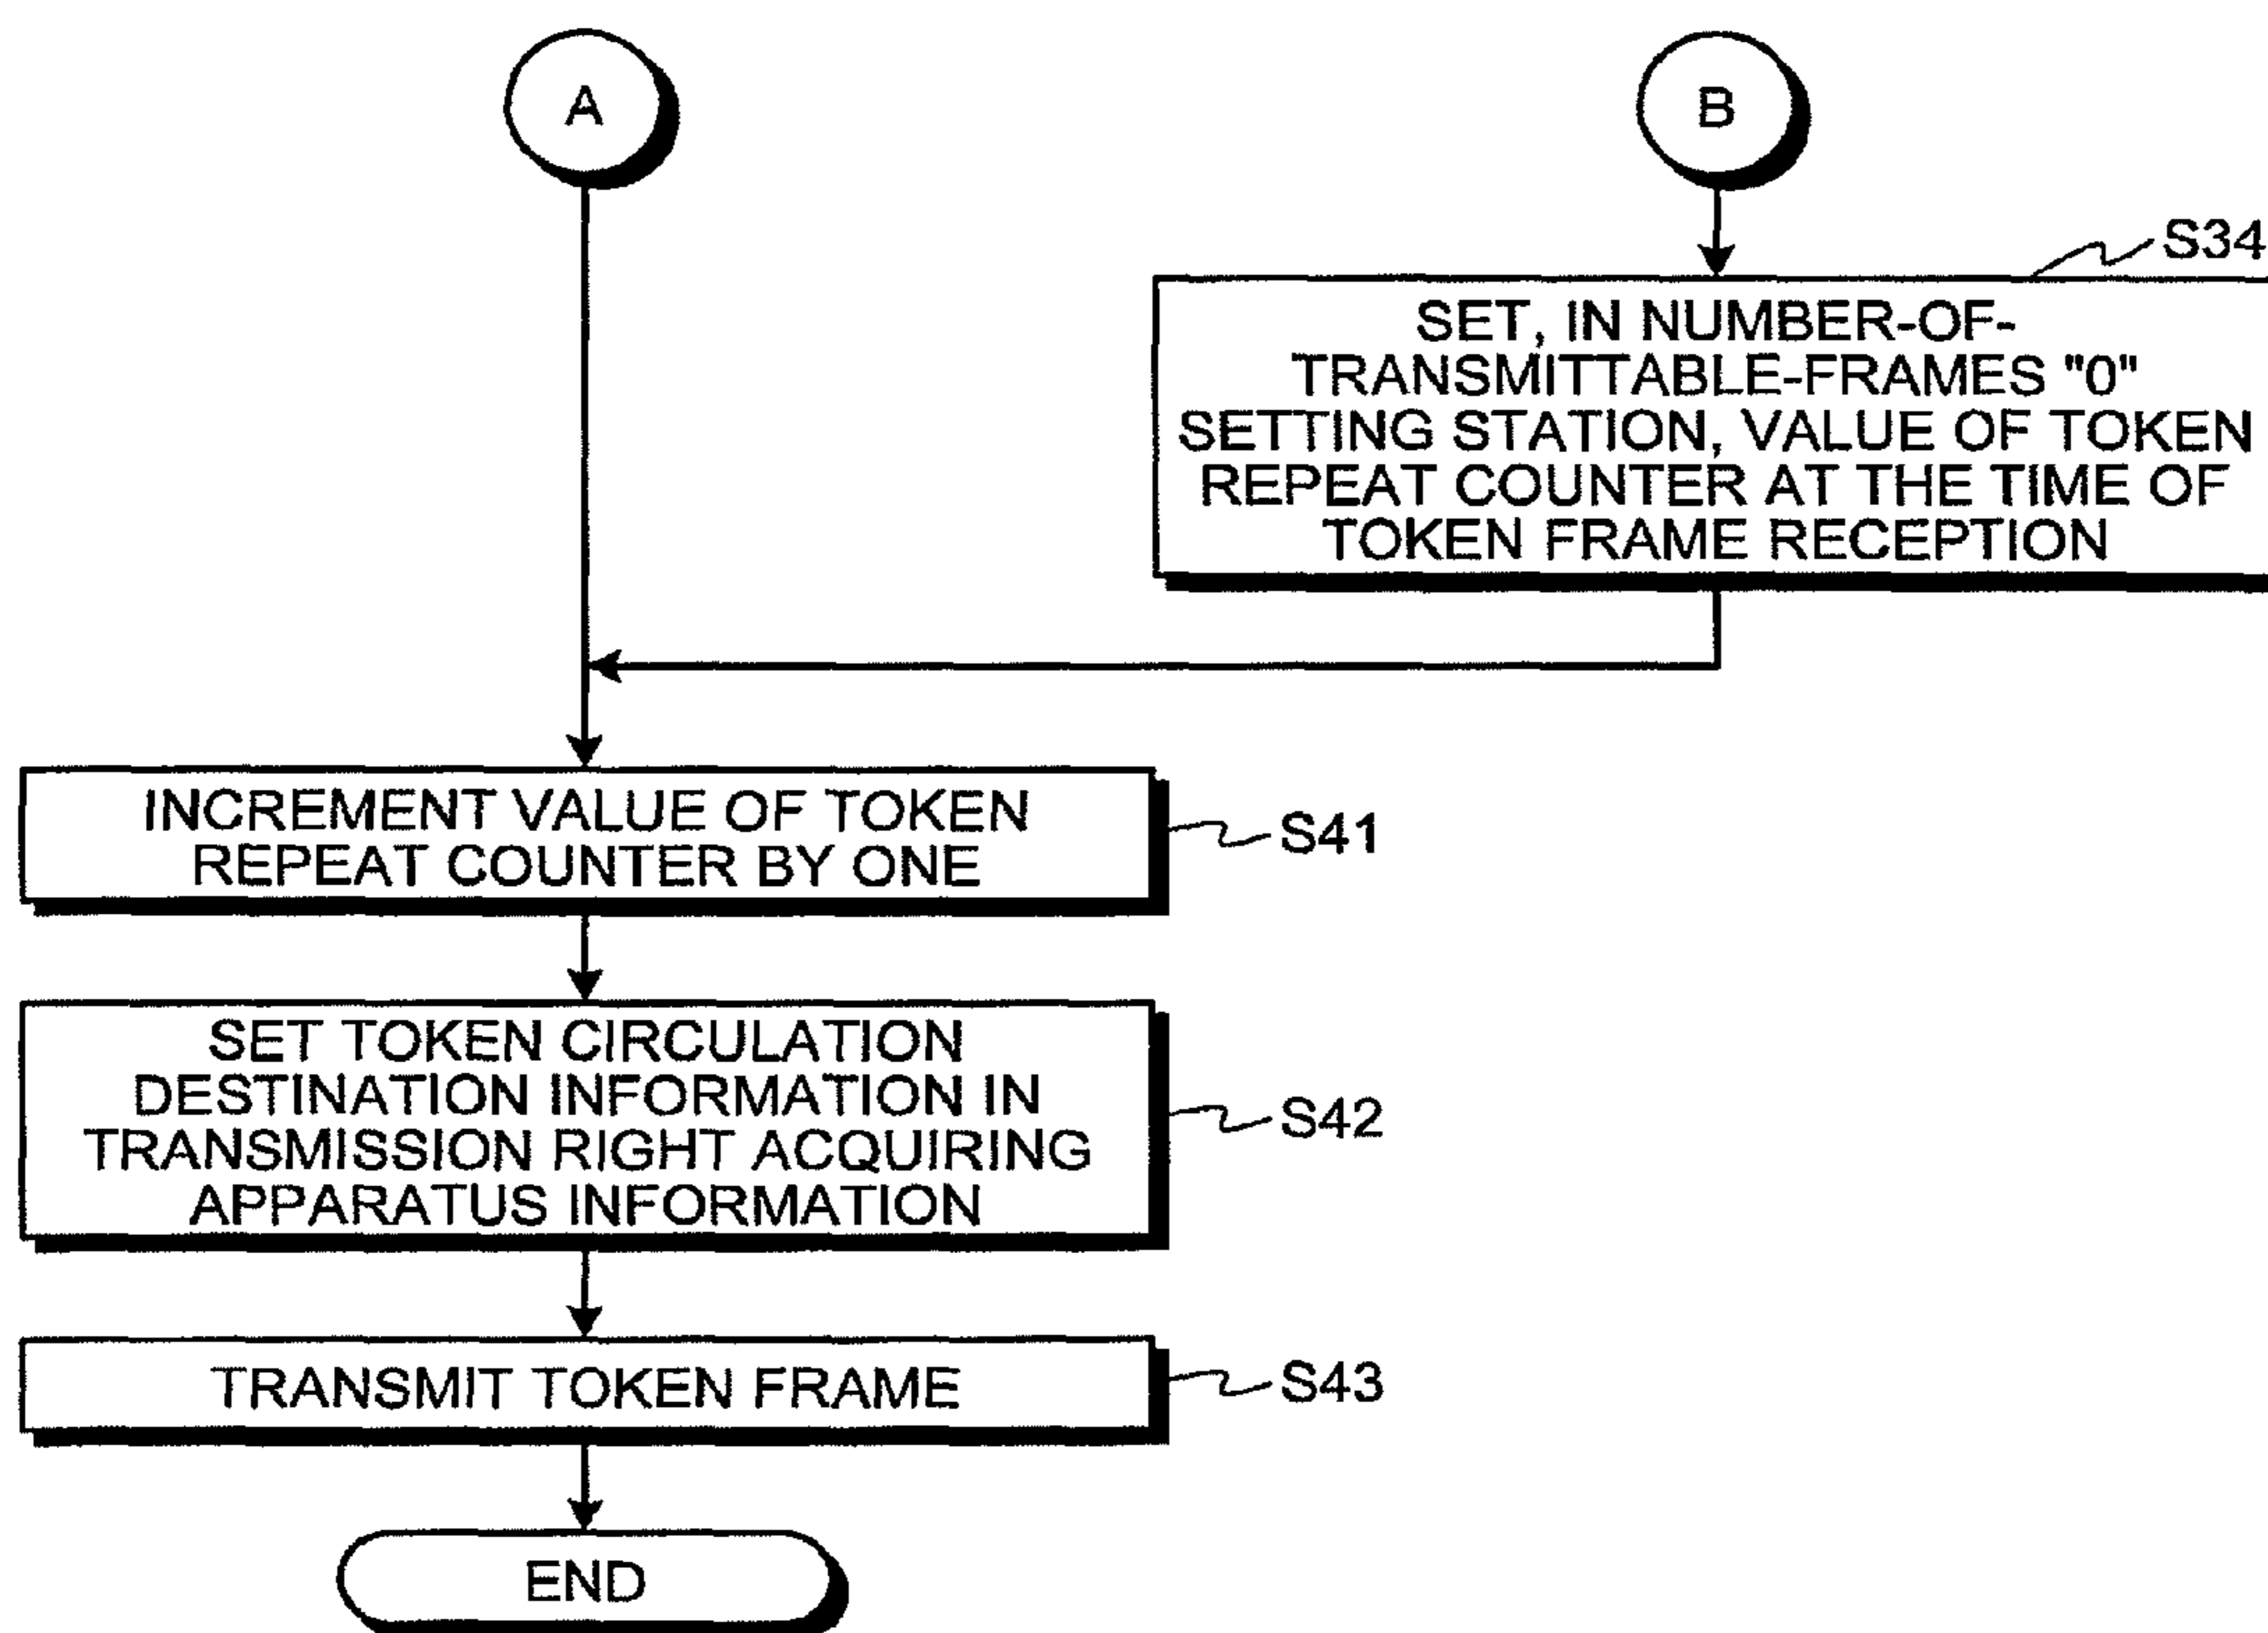 A
B
S34
SET, IN NUMBER-OF-
TRANSMITTABLE-FRAMES "0"
SETTING STATION, VALUE OF TOKEN
REPEAT COUNTER AT THE TIME OF
TOKEN FRAME RECEPTION
INCREMENT VALUE OF TOKEN
REPEAT COUNTER BY ONE
S41
SET TOKEN CIRCULATION
DESTINATION INFORMATION IN
TRANSMISSION RIGHT ACQUIRING
APPARATUS INFORMATION
S42
TRANSMIT TOKEN FRAME
S43
END